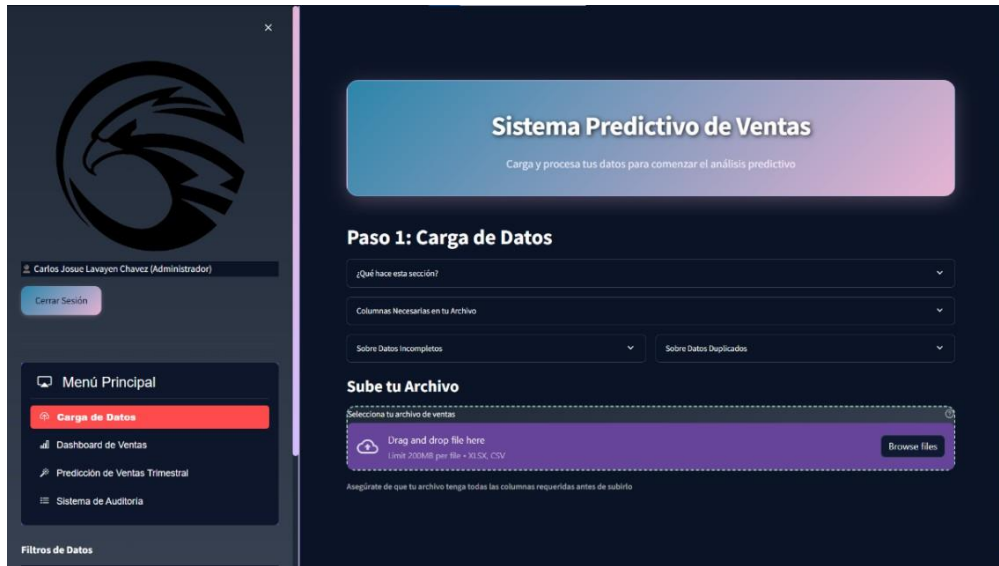 Carlos Josue Lavayen Chavez (Administrador)
Cerrar Sesión
Menú Principal
Carga de Datos
Dashboard de Ventas
Predicción de Ventas Trimestral
Sistema de Auditoria
Filtros de Datos
Sistema Predictivo de Ventas
Carga y procesa tus datos para comenzar el análisis predictivo
Paso 1: Carga de Datos
¿Qué hace esta sección?
Columnas Necesarias en tu Archivo
Sobre Datos Incompletos
Sobre Datos Duplicados
Sube tu Archivo
Selecciona tu archivo de ventas
Drag and drop file here
Limit 200MB per file • XLSX, CSV
Browse files
Asegúrate de que tu archivo tenga todas las columnas requeridas antes de subirlo